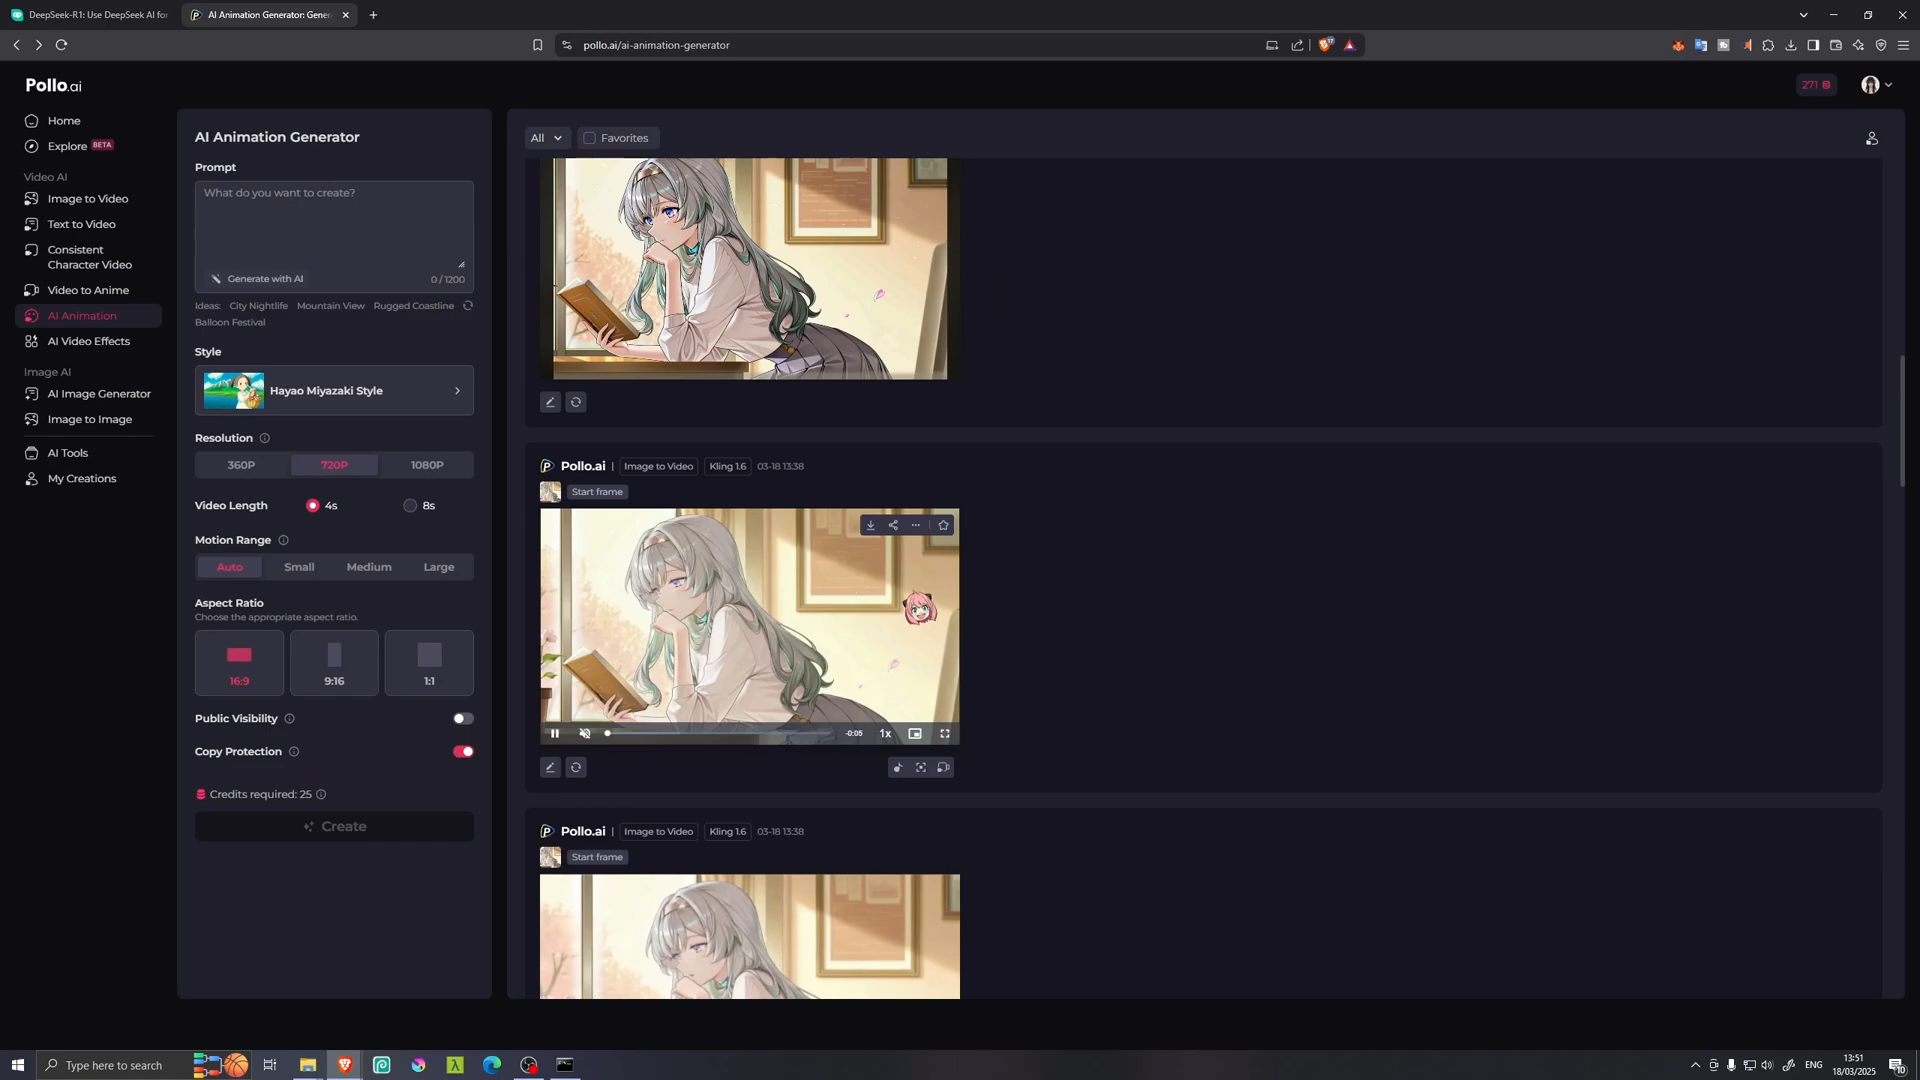 DeepSeek-R1: Use DeepSeek AI for
AI Animation Generator: Gener
pollo.ai/ai-animation-generator
17
Pollo.ai
271
Home
Explore BETA
Video AI
Image to Video
Text to Video
Consistent
Character Video
Video to Anime
AI Animation
AI Video Effects
Image AI
AI Image Generator
Image to Image
AI Tools
My Creations
AI Animation Generator
Prompt
What do you want to create?
Generate with AI
0 / 1200
Ideas: City Nightlife Mountain View Rugged Coastline
Balloon Festival
Style
Hayao Miyazaki Style
Resolution
360P 720P 1080P
Video Length 4s 8s
Motion Range
Auto Small Medium Large
Aspect Ratio
Choose the appropriate aspect ratio.
16:9 9:16 1:1
Public Visibility
Copy Protection
Credits required: 25
Create
All Favorites
Pollo.ai | Image to Video Kling 1.6 03-18 13:38
Start frame
-0:05 1x
Pollo.ai | Image to Video Kling 1.6 03-18 13:38
Start frame
Type here to search
ENG
13:51
18/03/2025
10